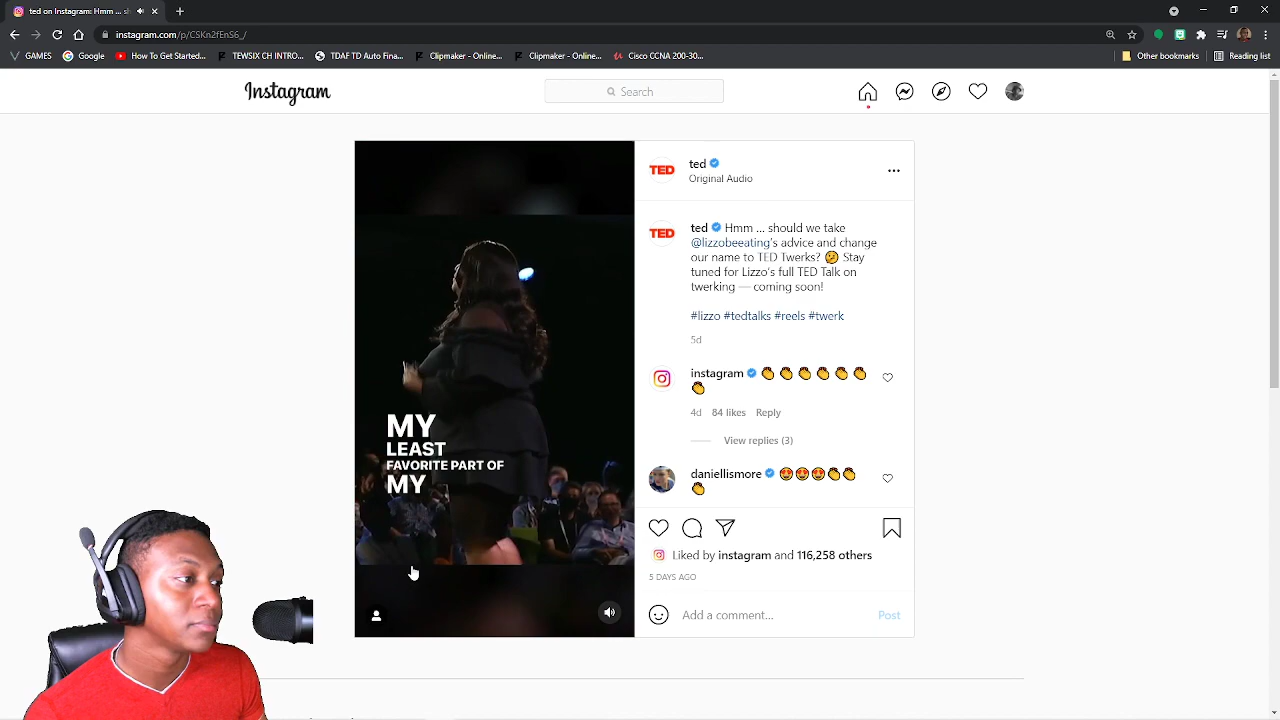 ted on Instagram: Hmm ...
instagram.com/p/CSKn2fEnS6_/
GAMES
Google
How To Get Started...
TEWSIX CH INTRO...
TDAF TD Auto Fina...
Clipmaker - Online...
Clipmaker - Online...
Cisco CCNA 200-30...
Other bookmarks
Reading list
Instagram
Search
TED
ted
Original Audio
TED
ted Hmm ... should we take
@lizzobeeating's advice and change
our name to TED Twerks? 🤔 Stay
tuned for Lizzo's full TED Talk on
twerking — coming soon!
#lizzo #tedtalks #reels #twerk
5d
instagram 👏 👏 👏 👏 👏 👏
👏
4d 84 likes Reply
View replies (3)
daniellismore 😍😍😍👏👏
👏
Liked by instagram and 116,258 others
5 DAYS AGO
Add a comment...
Post
MY
LEAST
FAVORITE PART OF
MY